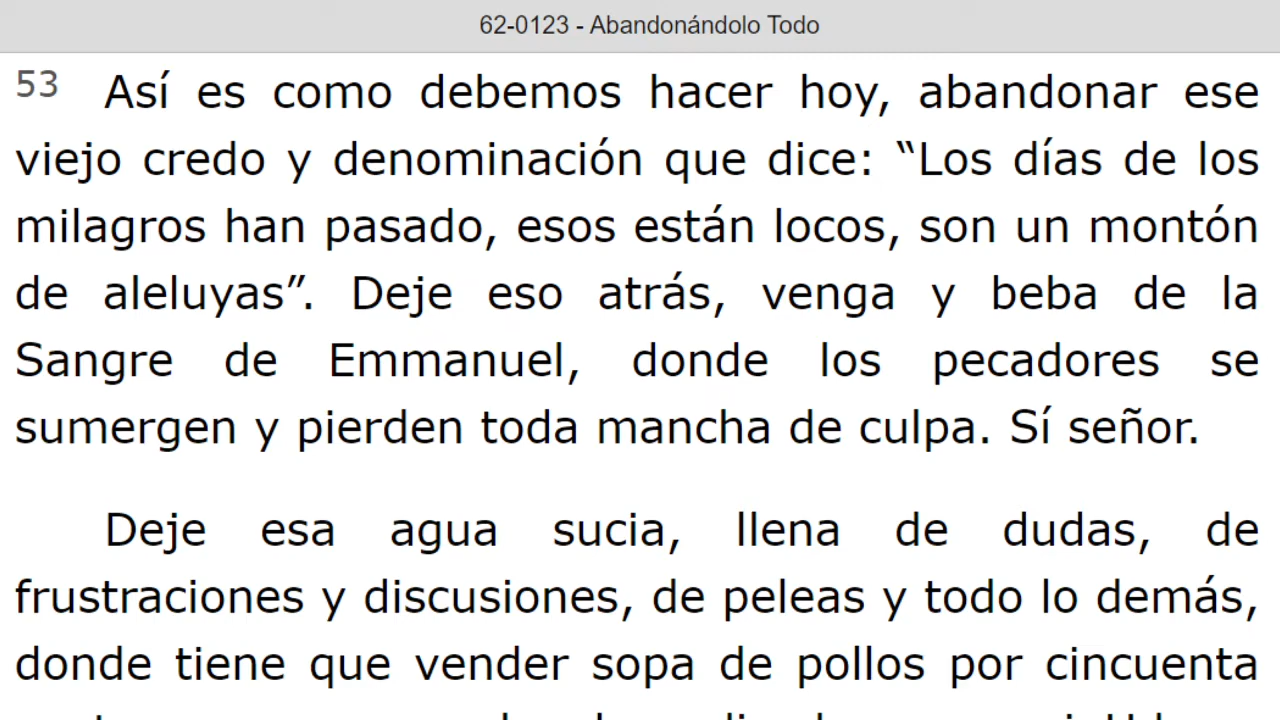 62-0123 - Abandonándolo Todo
53 Así es como debemos hacer hoy, abandonar ese
viejo credo y denominación que dice: “Los días de los
milagros han pasado, esos están locos, son un montón
de aleluyas”. Deje eso atrás, venga y beba de la
Sangre de Emmanuel, donde los pecadores se
sumergen y pierden toda mancha de culpa. Sí señor.
Deje esa agua sucia, llena de dudas, de
frustraciones y discusiones, de peleas y todo lo demás,
donde tiene que vender sopa de pollos por cincuenta